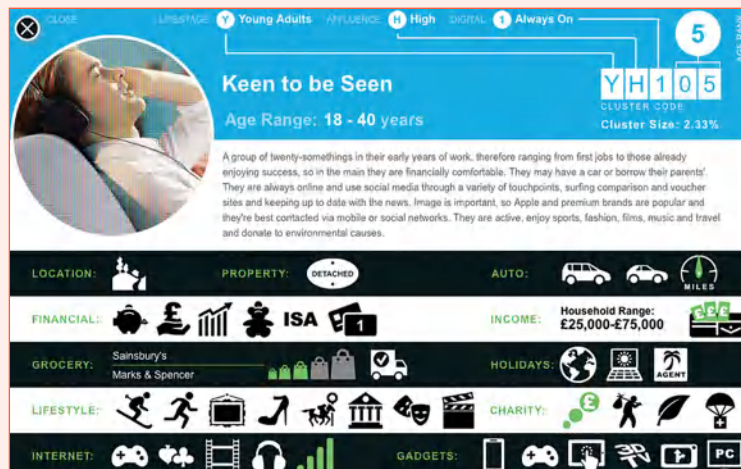 CLOSE LIFESTAGE Y Young Adults AFFLUENCE H High DIGITAL 1 Always On
5
AGE RANK
Keen to be Seen
YH105
CLUSTER CODE
Age Range: 18 - 40 years
Cluster Size: 2.33%
A group of twenty-somethings in their early years of work, therefore ranging from first jobs to those already
enjoying success, so in the main they are financially comfortable. They may have a car or borrow their parents'.
They are always online and use social media through a variety of touchpoints, surfing comparison and voucher
sites and keeping up to date with the news. Image is important, so Apple and premium brands are popular and
they're best contacted via mobile or social networks. They are active, enjoy sports, fashion, films, music and travel
and donate to environmental causes.
LOCATION: PROPERTY: DETACHED AUTO: MILES
FINANCIAL: £ ISA 1 INCOME: Household Range:
£25,000-£75,000 £££
GROCERY: Sainsbury's
Marks & Spencer
HOLIDAYS: AGENT
LIFESTYLE: CHARITY: £
INTERNET: GADGETS: 3D PC